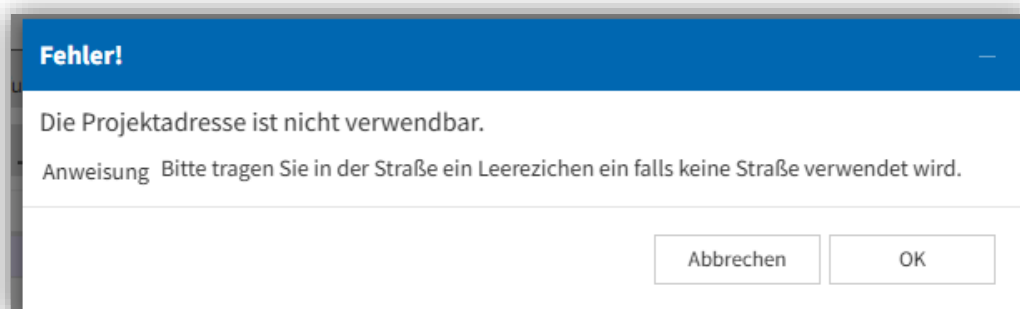 Fehler!
Die Projektadresse ist nicht verwendbar.
Anweisung Bitte tragen Sie in der Straße ein Leerezichen ein falls keine Straße verwendet wird.
Abbrechen OK